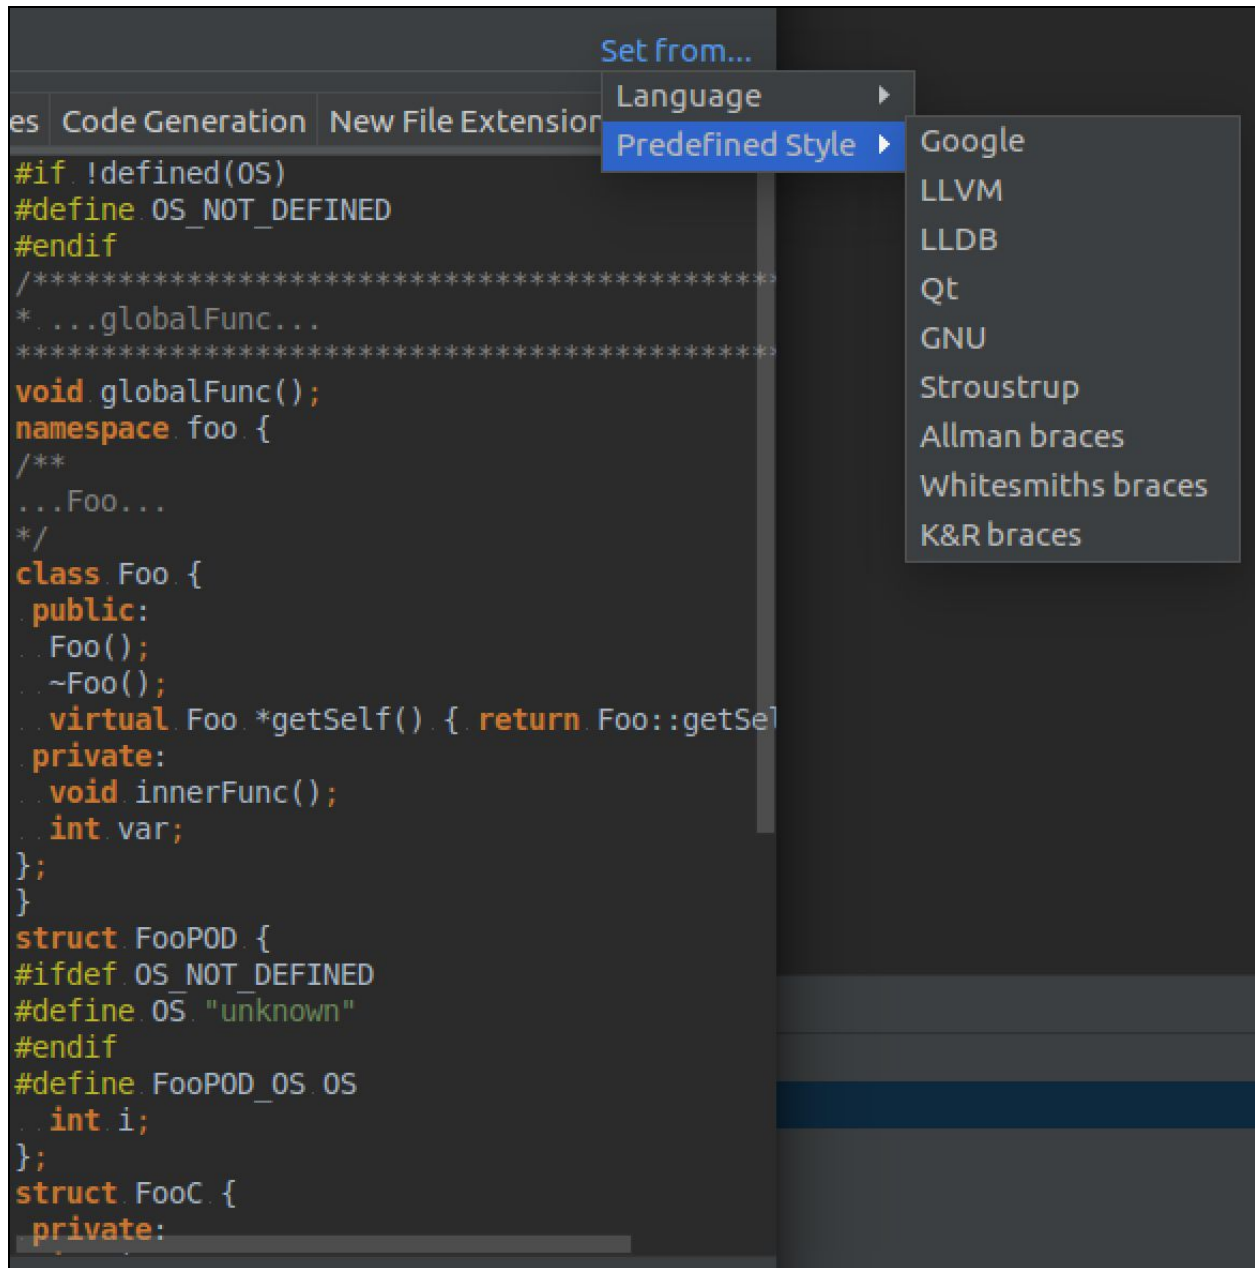 Set from...
Language
es Code Generation New File Extension
Predefined Style
Google
LLVM
LLDB
Qt
GNU
Stroustrup
Allman braces
Whitesmiths braces
K&R braces
#if !defined(OS)
#define OS_NOT_DEFINED
#endif
/********************************************
* ...globalFunc...
*********************************************
void globalFunc();
namespace foo {
/**
...Foo...
*/
class Foo {
public:
Foo();
~Foo();
virtual Foo *getSelf() { return Foo::getSel
private:
void innerFunc();
int var;
};
}
struct FooPOD {
#ifdef OS_NOT_DEFINED
#define OS "unknown"
#endif
#define FooPOD_OS OS
int i;
};
struct FooC {
private: